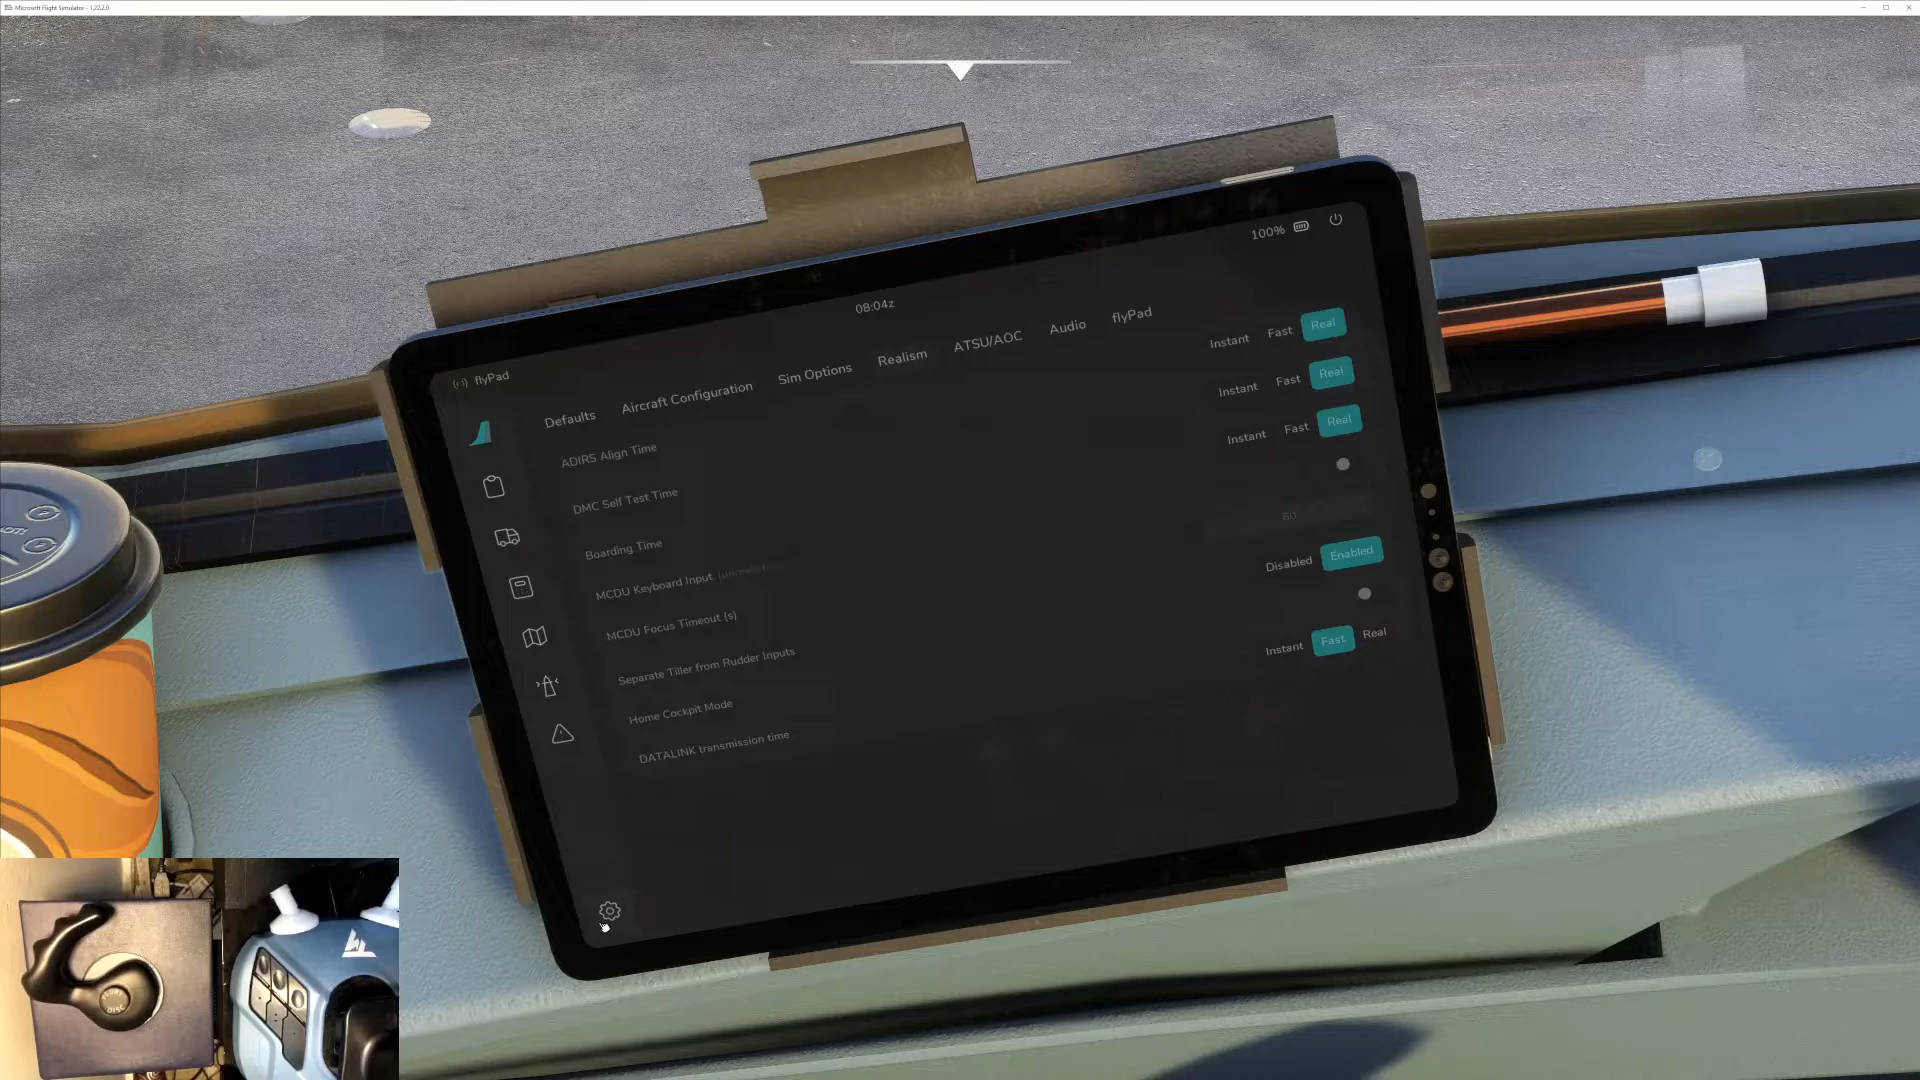 Microsoft Flight Simulator - 1.22.2.0
100%
08:04z
flyPad
Defaults
Aircraft Configuration
Sim Options
Realism
ATSU/AOC
Audio
flyPad
ADIRS Align Time
Instant Fast Real
DMC Self Test Time
Instant Fast Real
Boarding Time
Instant Fast Real
MCDU Keyboard Input
MCDU Focus Timeout (s)
60
Separate Tiller from Rudder Inputs
Disabled Enabled
Home Cockpit Mode
DATALINK transmission time
Instant Fast Real
DISC